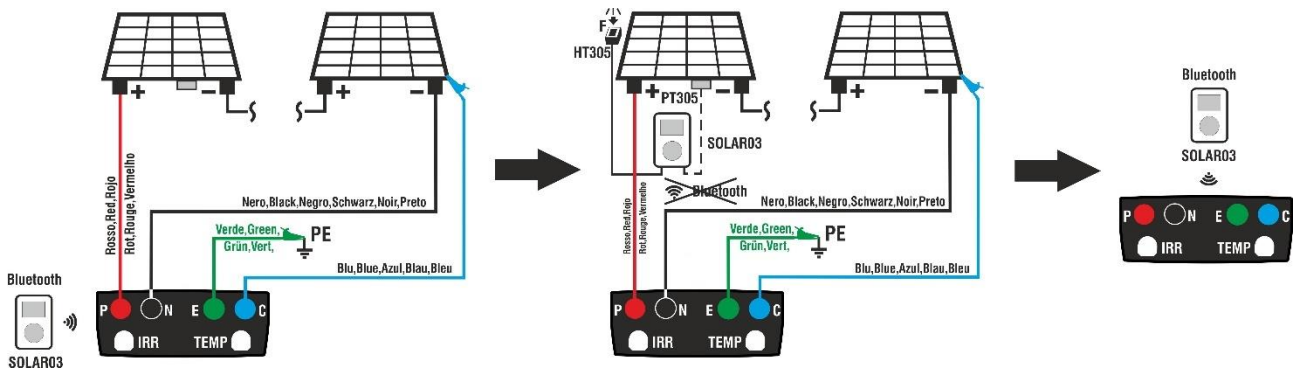 + − + −
Rosso,Red,Rojo
Rot,Rouge,Vermelho
Nero,Black,Negro,Schwarz,Noir,Preto
Verde,Green,
Grün,Vert,
PE
Blu,Blue,Azul,Blau,Bleu
Bluetooth
SOLAR03
P N E C
IRR TEMP
F
HT305
+ − + −
PT305
SOLAR03
Bluetooth
Rosso,Red,Rojo
Rot,Rouge,Vermelho
Nero,Black,Negro,Schwarz,Noir,Preto
Verde,Green,
Grün,Vert,
PE
Blu,Blue,Azul,Blau,Bleu
P N E C
IRR TEMP
Bluetooth
SOLAR03
P N E C
IRR TEMP